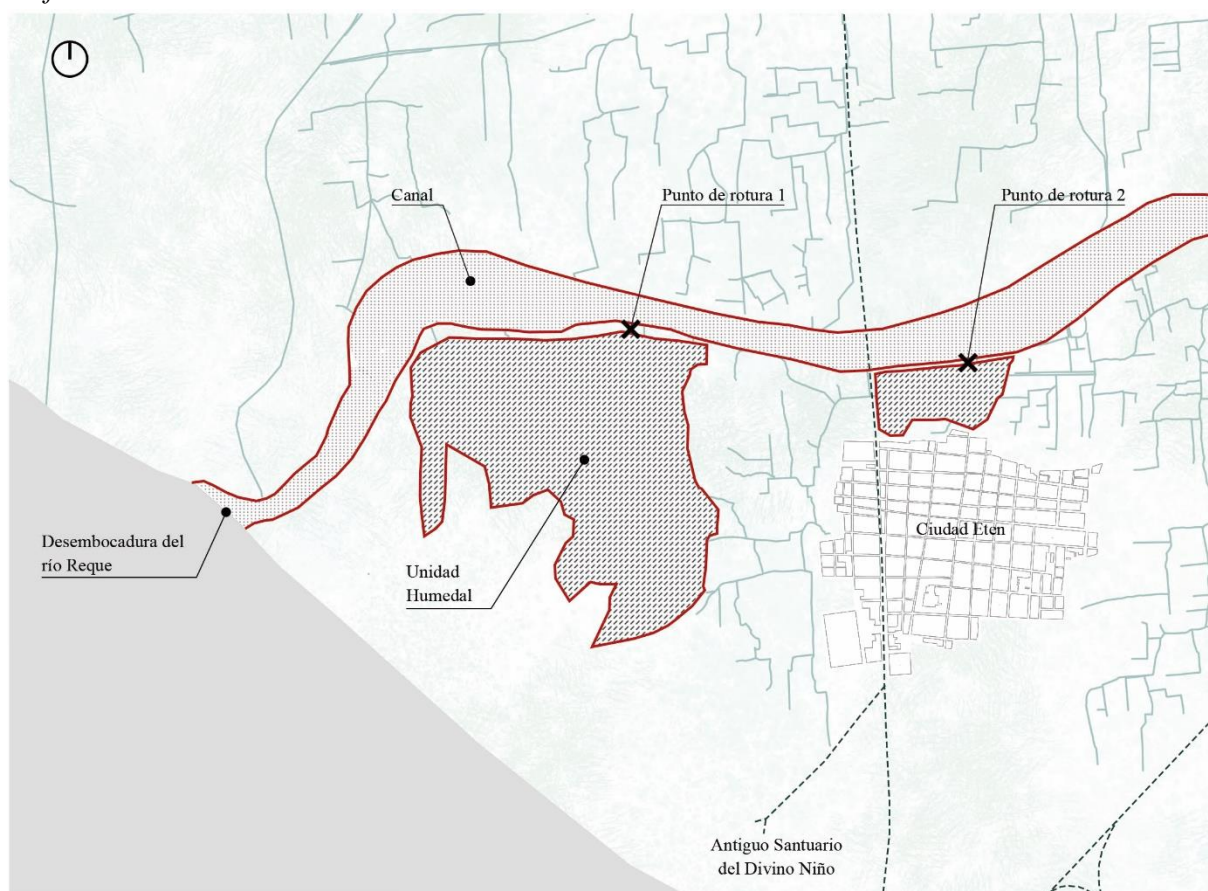 Canal
Punto de rotura 1
Punto de rotura 2
Desembocadura del
río Reque
Unidad
Humedal
Ciudad Eten
Antiguo Santuario
del Divino Niño